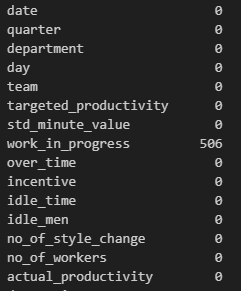 date 0
quarter 0
department 0
day 0
team 0
targeted_productivity 0
std_minute_value 0
work_in_progress 506
over_time 0
incentive 0
idle_time 0
idle_men 0
no_of_style_change 0
no_of_workers 0
actual_productivity 0